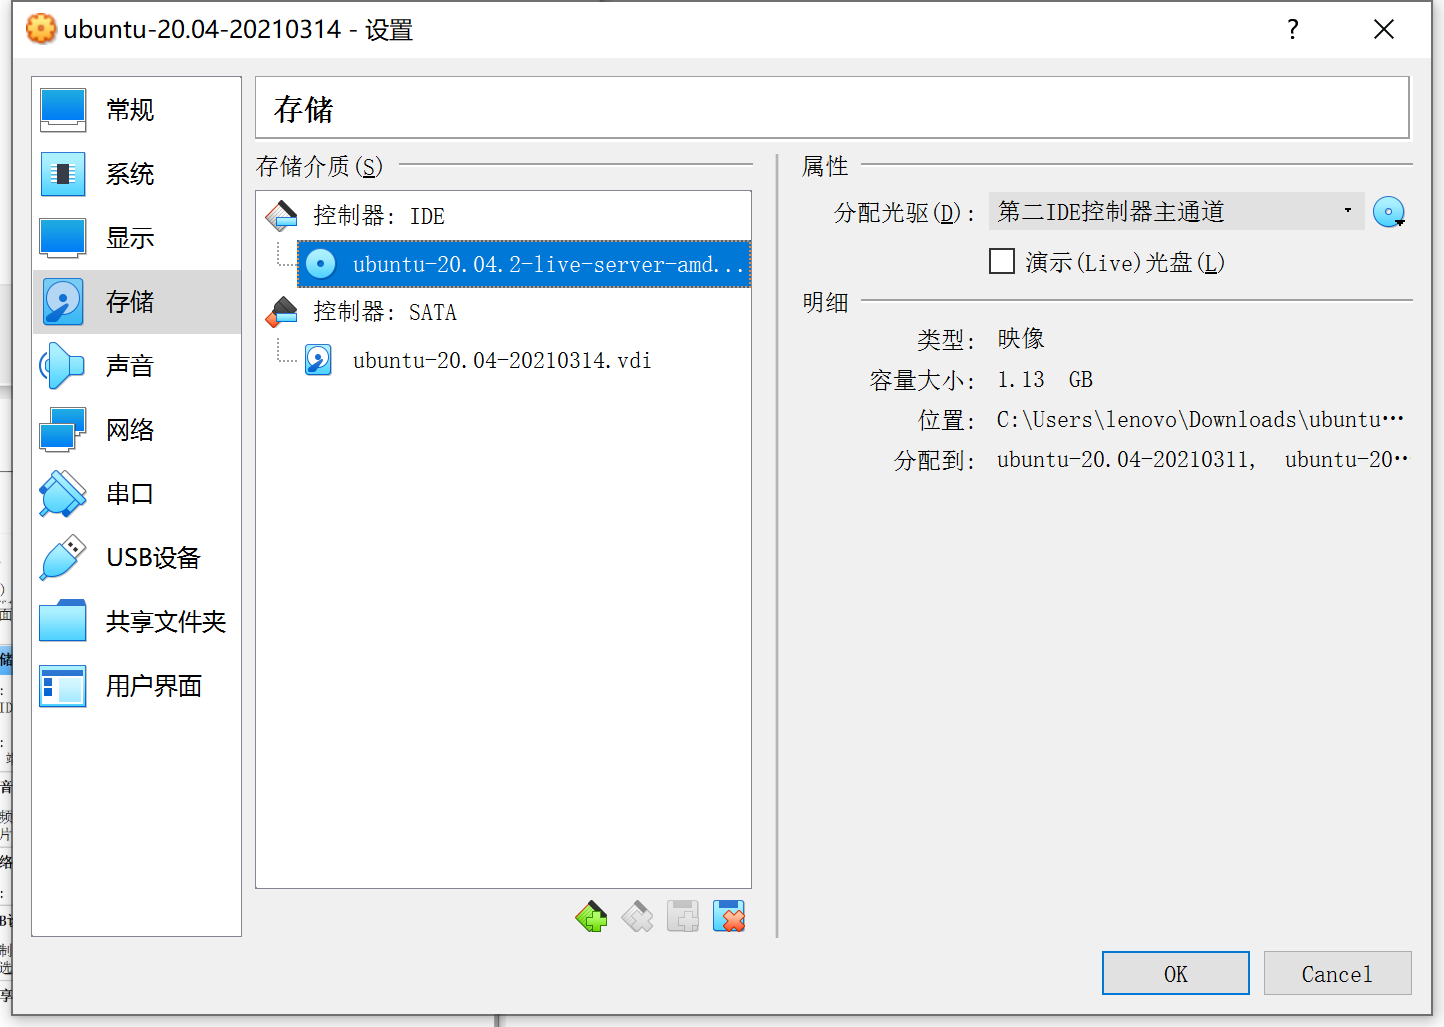 ubuntu-20.04-20210314 - 设置
?
常规
系统
显示
存储
声音
网络
串口
USB设备
共享文件夹
用户界面
存储
存储介质(S)
控制器: IDE
ubuntu-20.04.2-live-server-amd...
控制器: SATA
ubuntu-20.04-20210314.vdi
属性
分配光驱(D): 第二IDE控制器主通道
演示(Live)光盘(L)
明细
类型: 映像
容量大小: 1.13 GB
位置: C:\Users\lenovo\Downloads\ubuntu…
分配到: ubuntu-20.04-20210311, ubuntu-20‥
OK
Cancel